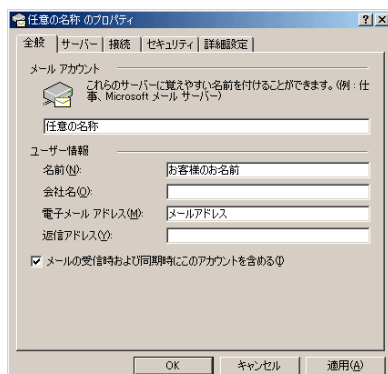 任意の名称 のプロパティ
全般 サーバー 接続 セキュリティ 詳細設定
メール アカウント
これらのサーバーに覚えやすい名前を付けることができます。(例 : 仕
事、Microsoft メール サーバー)
任意の名称
ユーザー情報
名前(N): お客様のお名前
会社名(O):
電子メール アドレス(M): メールアドレス
返信アドレス(Y):
メールの受信時および同期時にこのアカウントを含める(I)
OK キャンセル 適用(A)